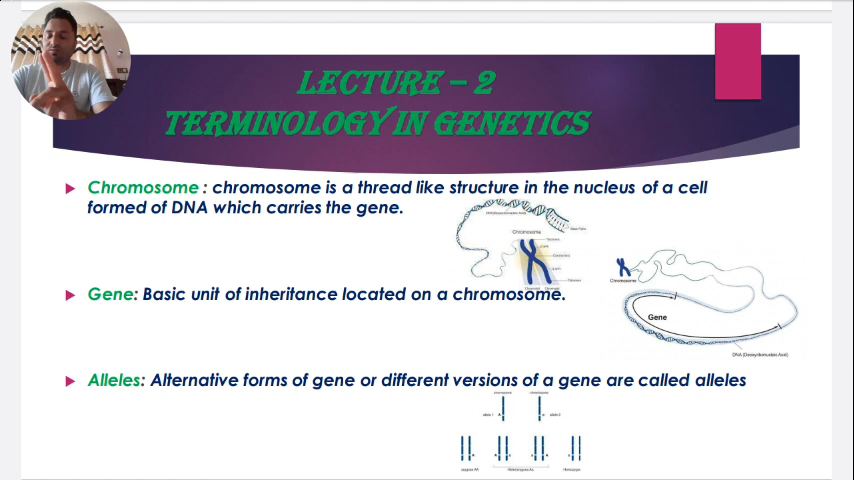 LECTURE – 2
TERMINOLOGY IN GENETICS
Chromosome : chromosome is a thread like structure in the nucleus of a cell
formed of DNA which carries the gene.
Chromosome
Gene: Basic unit of inheritance located on a chromosome.
Chromosome
Gene
DNA (Deoxyribonucleic Acid)
Alleles: Alternative forms of gene or different versions of a gene are called alleles